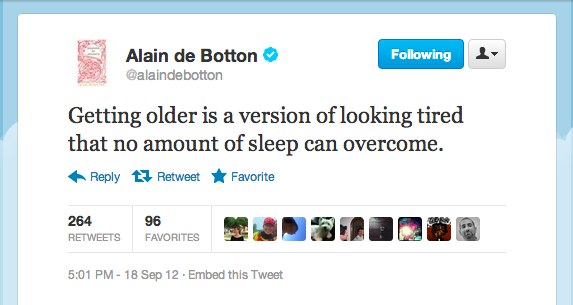 Alain de Botton
@alaindebotton
Following
Getting older is a version of looking tired
that no amount of sleep can overcome.
Reply Retweet Favorite
264 96
RETWEETS FAVORITES
5:01 PM - 18 Sep 12 · Embed this Tweet